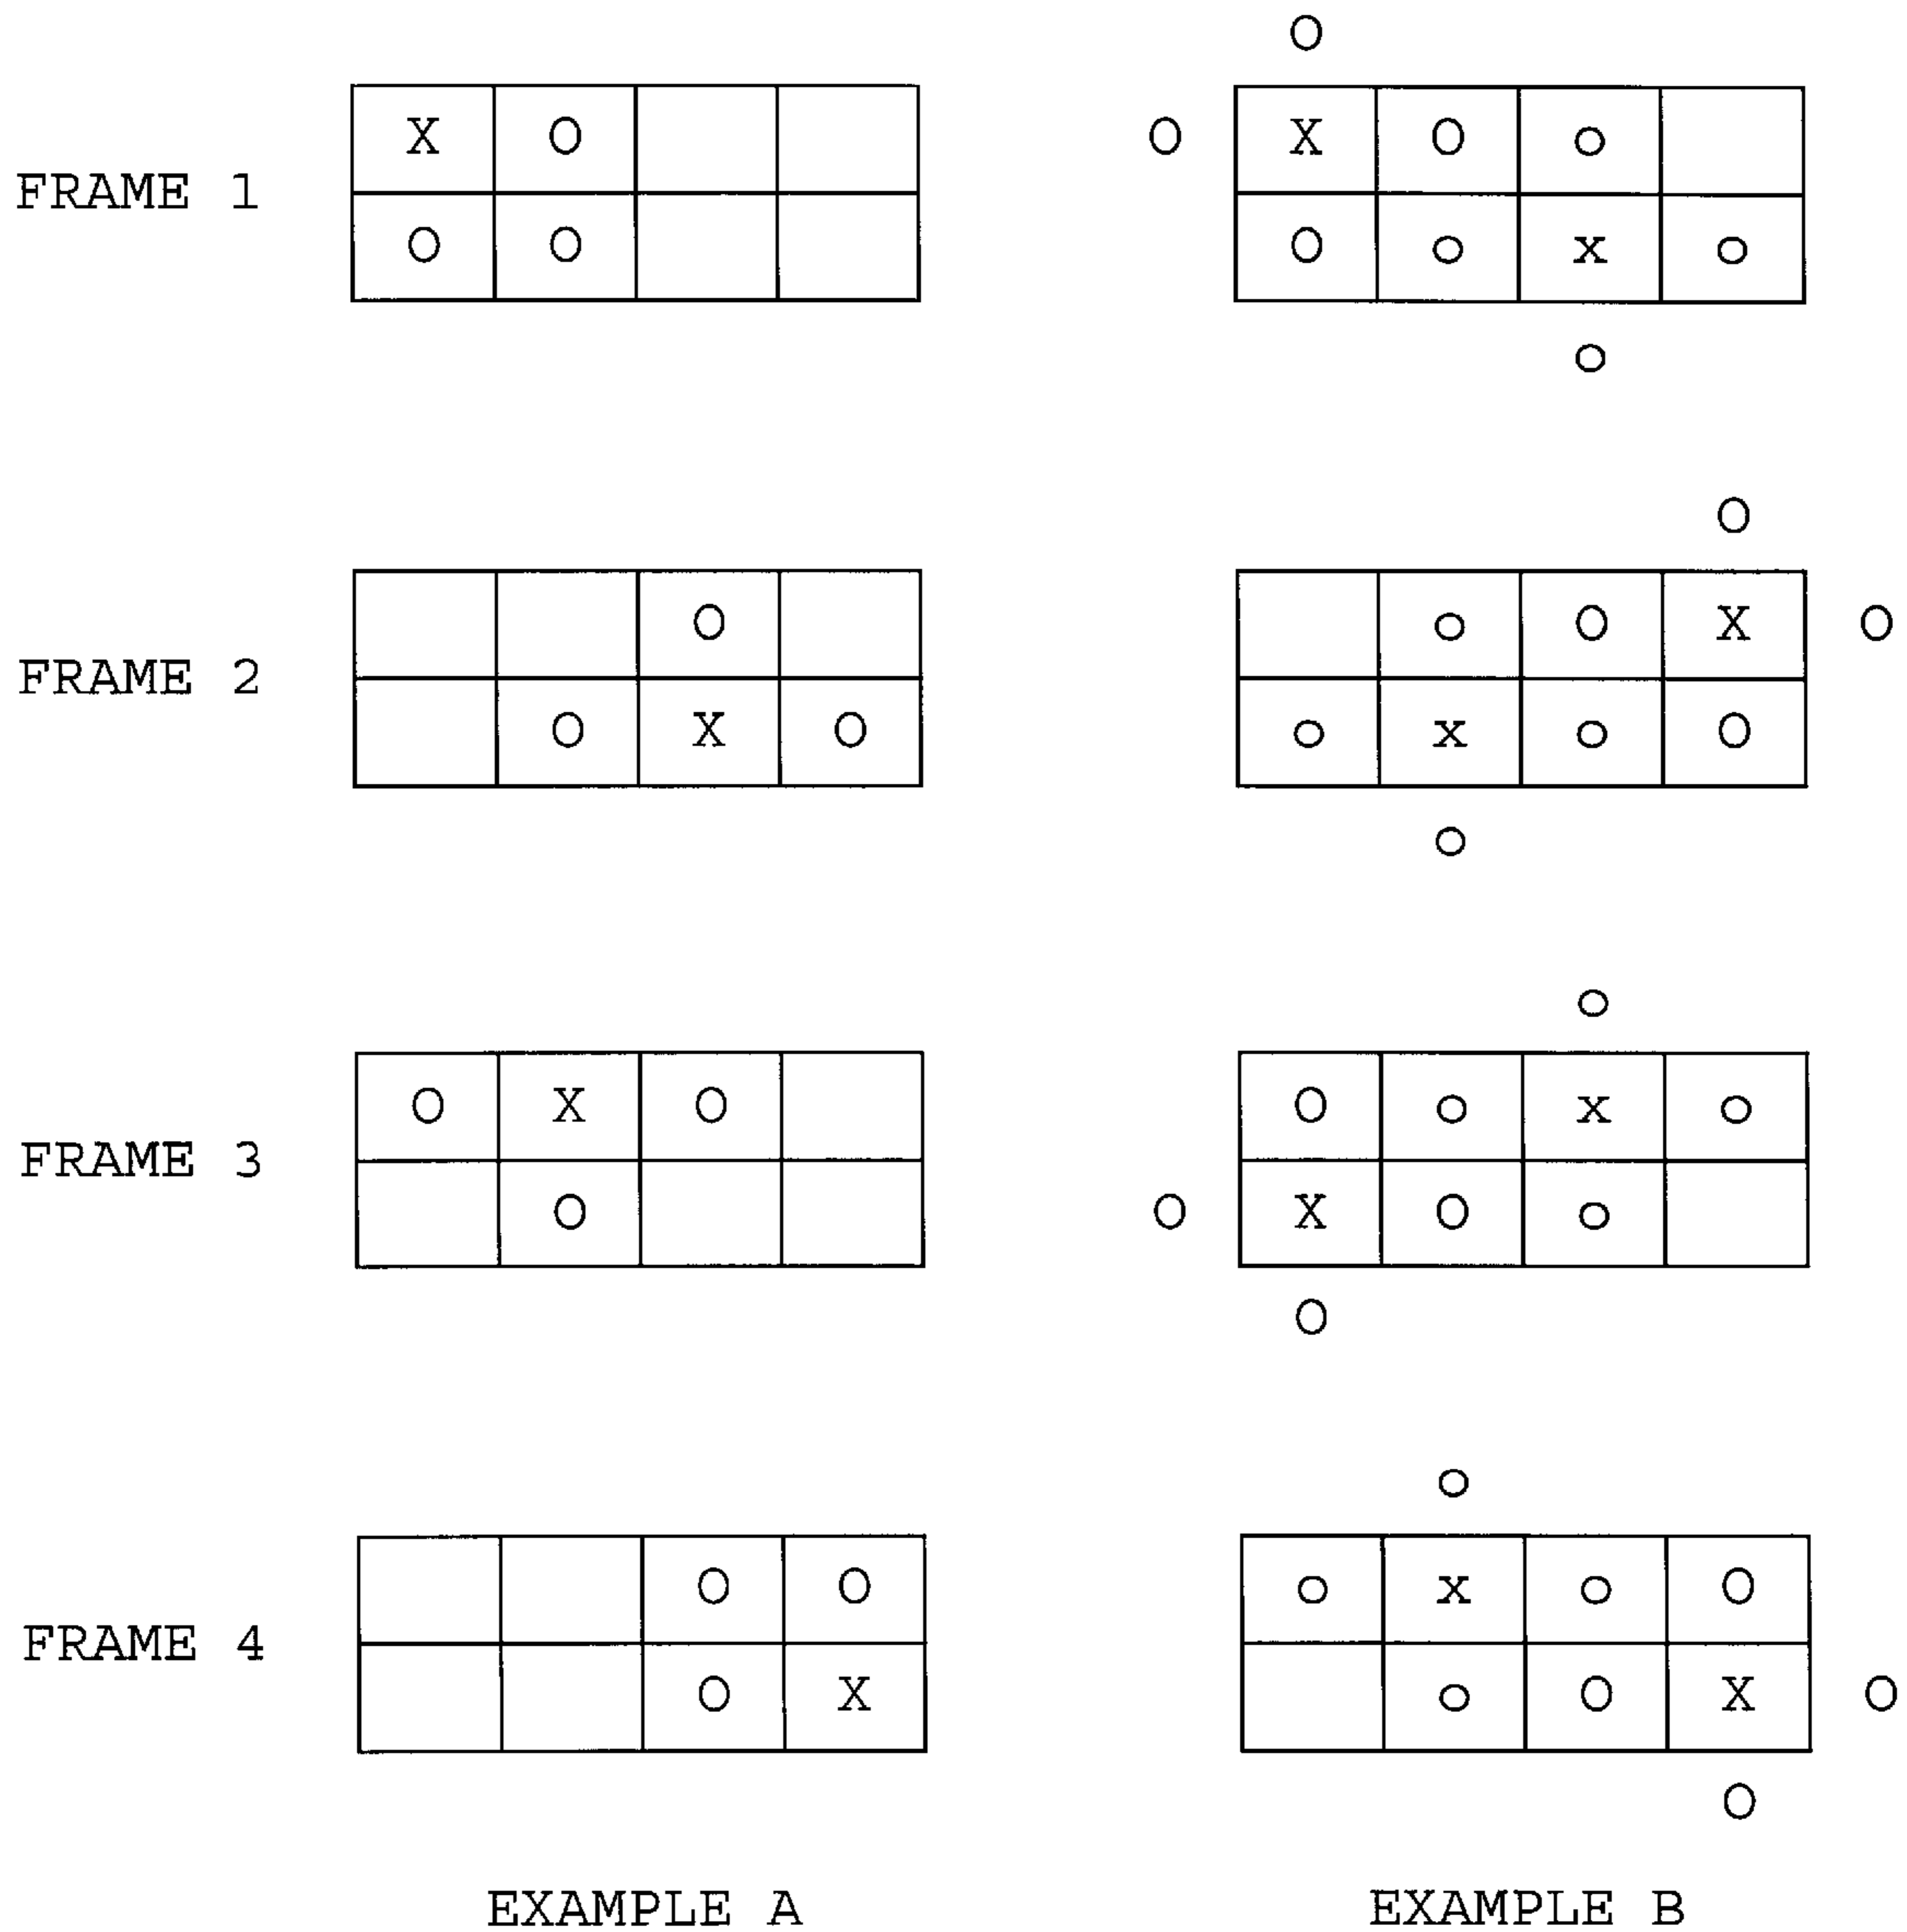 O
X O
O X O o
FRAME 1
O O
O o x o
o
O
O
o O X O
FRAME 2
O X O
o x o O
o
o
O X O
O o x o
FRAME 3
O
O X O o
O
o
O O
o x o O
FRAME 4
O X
o O X O
O
EXAMPLE A
EXAMPLE B